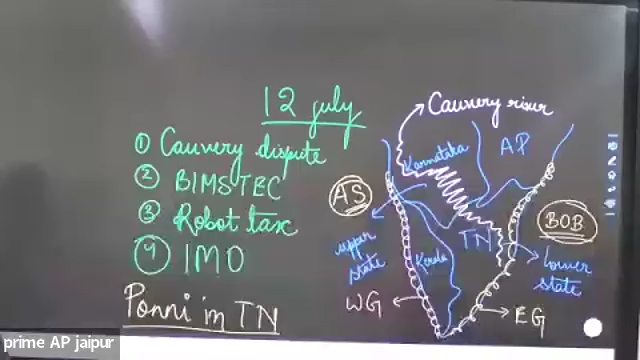 12 July
① Cauvery dispute
② BIMSTEC
③ Robot tax
④ IMO
Ponni in TN
Cauvery river
Karnataka
AP
AS
BOB
upper state
TN
Kerala
lower state
WG
EG
prime AP jaipur